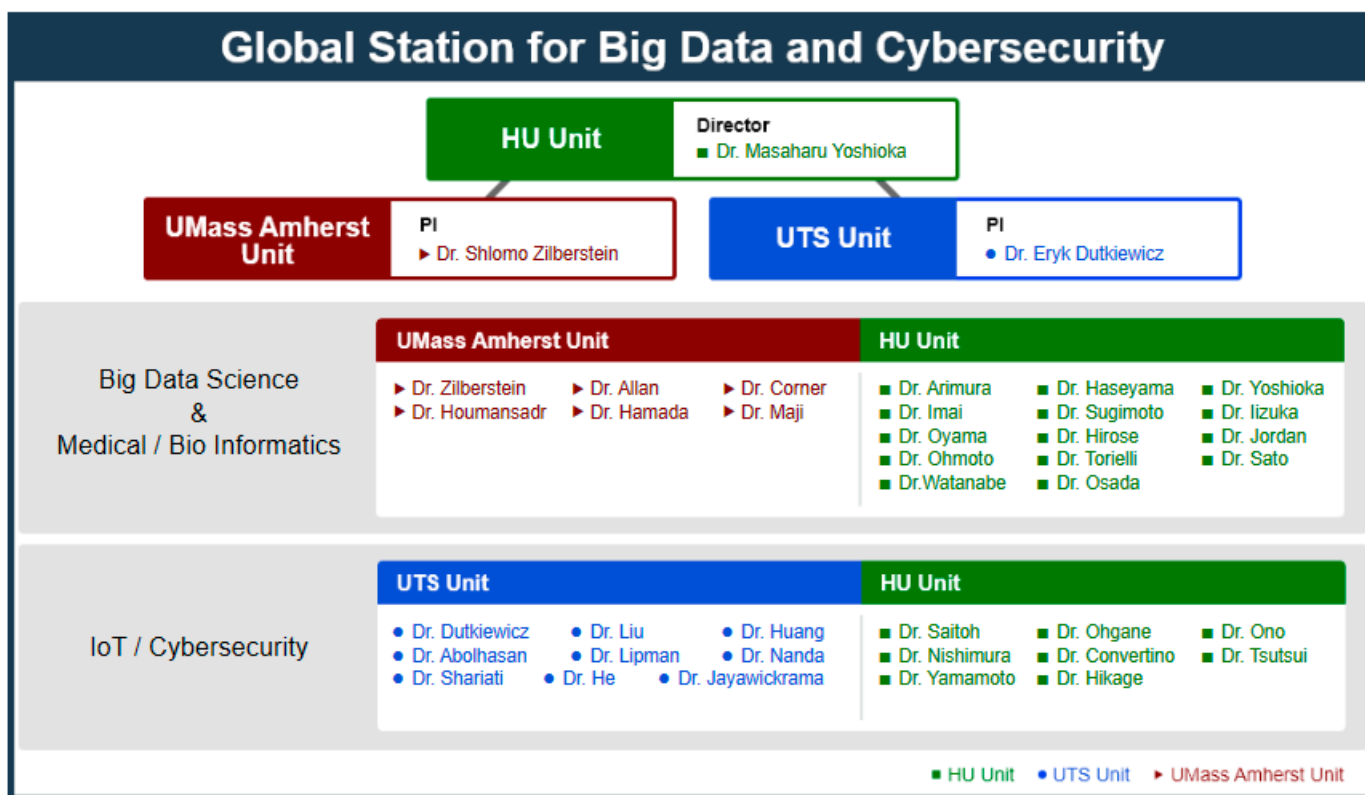 Global Station for Big Data and Cybersecurity
HU Unit
Director
■ Dr. Masaharu Yoshioka
UMass Amherst
Unit
PI
▶ Dr. Shlomo Zilberstein
UTS Unit
PI
● Dr. Eryk Dutkiewicz
Big Data Science
&
Medical / Bio Informatics
UMass Amherst Unit
▶ Dr. Zilberstein ▶ Dr. Allan ▶ Dr. Corner
▶ Dr. Houmansadr ▶ Dr. Hamada ▶ Dr. Maji
HU Unit
■ Dr. Arimura ■ Dr. Haseyama ■ Dr. Yoshioka
■ Dr. Imai ■ Dr. Sugimoto ■ Dr. Iizuka
■ Dr. Oyama ■ Dr. Hirose ■ Dr. Jordan
■ Dr. Ohmoto ■ Dr. Torielli ■ Dr. Sato
■ Dr.Watanabe ■ Dr. Osada
IoT / Cybersecurity
UTS Unit
● Dr. Dutkiewicz ● Dr. Liu ● Dr. Huang
● Dr. Abolhasan ● Dr. Lipman ● Dr. Nanda
● Dr. Shariati ● Dr. He ● Dr. Jayawickrama
HU Unit
■ Dr. Saitoh ■ Dr. Ohgane ■ Dr. Ono
■ Dr. Nishimura ■ Dr. Convertino ■ Dr. Tsutsui
■ Dr. Yamamoto ■ Dr. Hikage
■ HU Unit ● UTS Unit ▶ UMass Amherst Unit